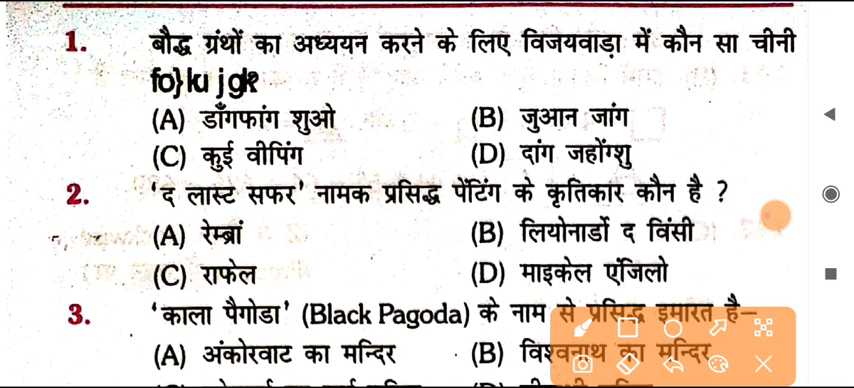 1. बौद्ध ग्रंथों का अध्ययन करने के लिए विजयवाड़ा में कौन सा चीनी
fo}ku jgk?
(A) डाँगफांग शुओ (B) जुआन जांग
(C) कुई वीपिंग (D) दांग जहोंग्शु
2. 'द लास्ट सफर' नामक प्रसिद्ध पेंटिंग के कृतिकार कौन है ?
(A) रेम्ब्रां (B) लियोनार्डो द विंसी
(C) राफेल (D) माइकेल एंजिलो
3. 'काला पैगोडा' (Black Pagoda) के नाम से प्रसिद्ध इमारत है–
(A) अंकोरवाट का मन्दिर (B) विश्वनाथ का मन्दिर